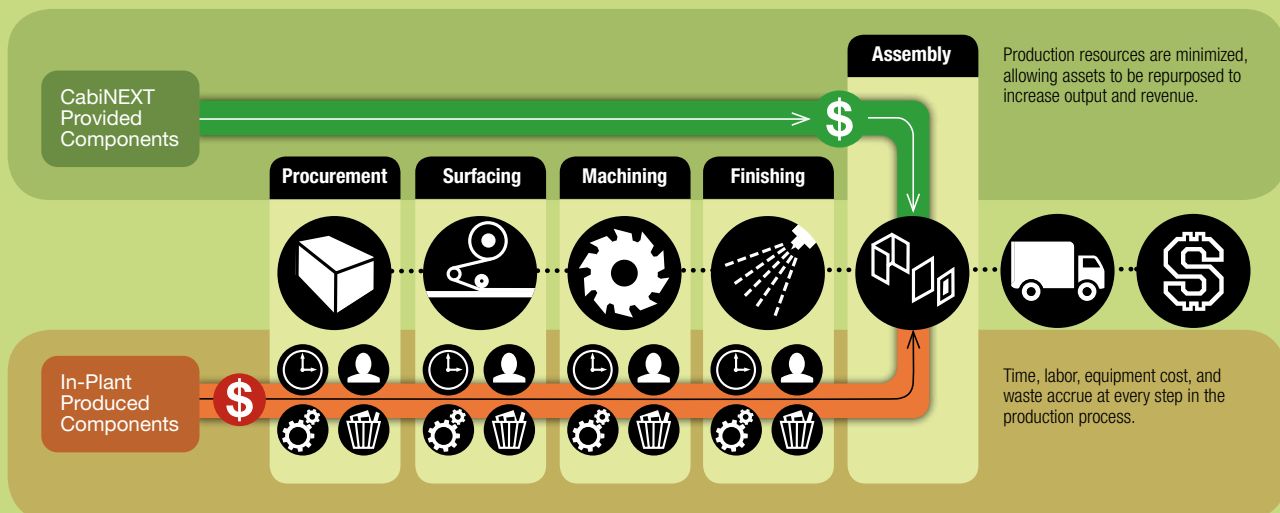 Assembly
Production resources are minimized,
allowing assets to be repurposed to
increase output and revenue.
CabiNEXT
Provided
Components
$
Procurement
Surfacing
Machining
Finishing
$
In-Plant
Produced
Components
$
Time, labor, equipment cost, and
waste accrue at every step in the
production process.